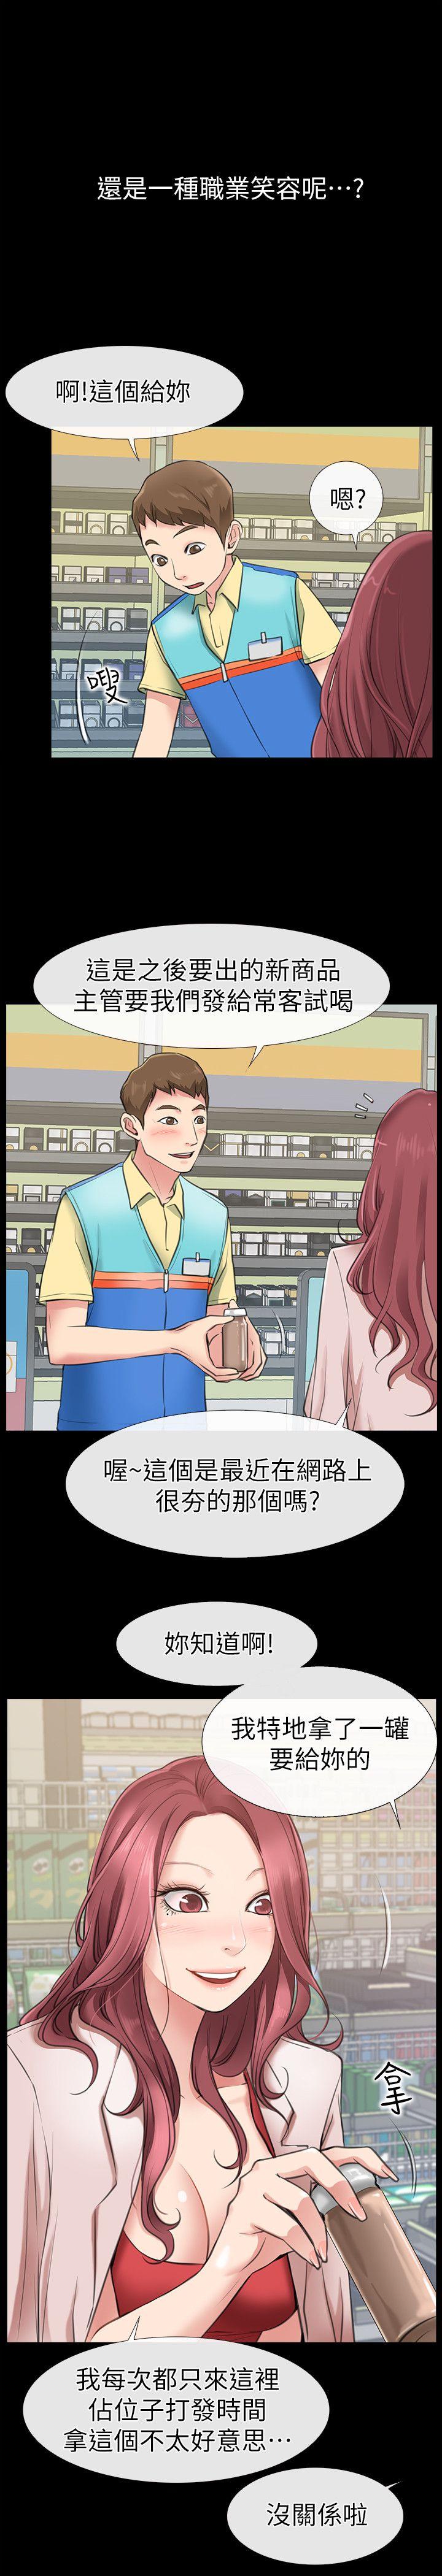 還是一種職業笑容呢…?
啊!這個給妳
嗯?
嗖
這是之後要出的新商品
主管要我們發給常客試喝
喔~這個是最近在網路上
很夯的那個嗎?
妳知道啊!
我特地拿了一罐
要給妳的
拿
我每次都只來這裡
佔位子打發時間
拿這個不太好意思…
沒關係啦